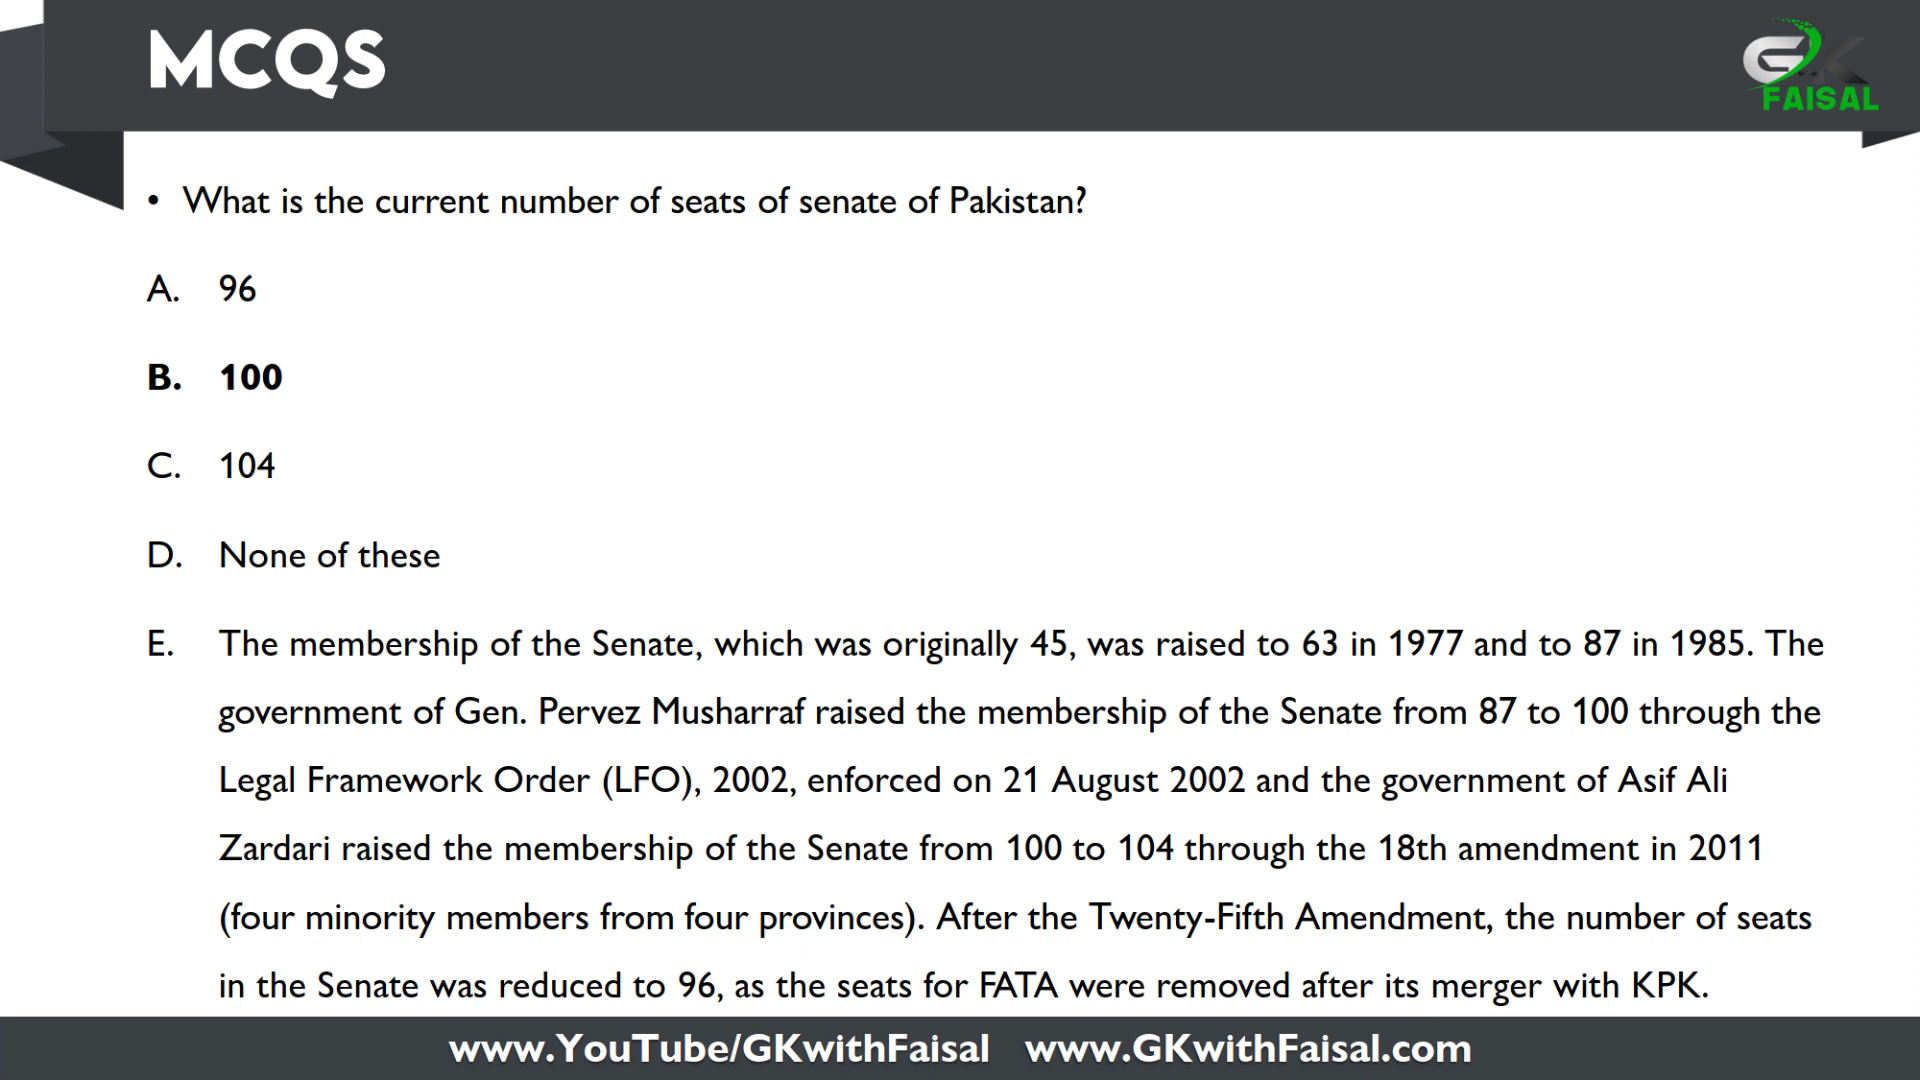 MCQS
GK
FAISAL
• What is the current number of seats of senate of Pakistan?
A. 96
B. 100
C. 104
D. None of these
E. The membership of the Senate, which was originally 45, was raised to 63 in 1977 and to 87 in 1985. The
government of Gen. Pervez Musharraf raised the membership of the Senate from 87 to 100 through the
Legal Framework Order (LFO), 2002, enforced on 21 August 2002 and the government of Asif Ali
Zardari raised the membership of the Senate from 100 to 104 through the 18th amendment in 2011
(four minority members from four provinces). After the Twenty-Fifth Amendment, the number of seats
in the Senate was reduced to 96, as the seats for FATA were removed after its merger with KPK.
www.YouTube/GKwithFaisal www.GKwithFaisal.com